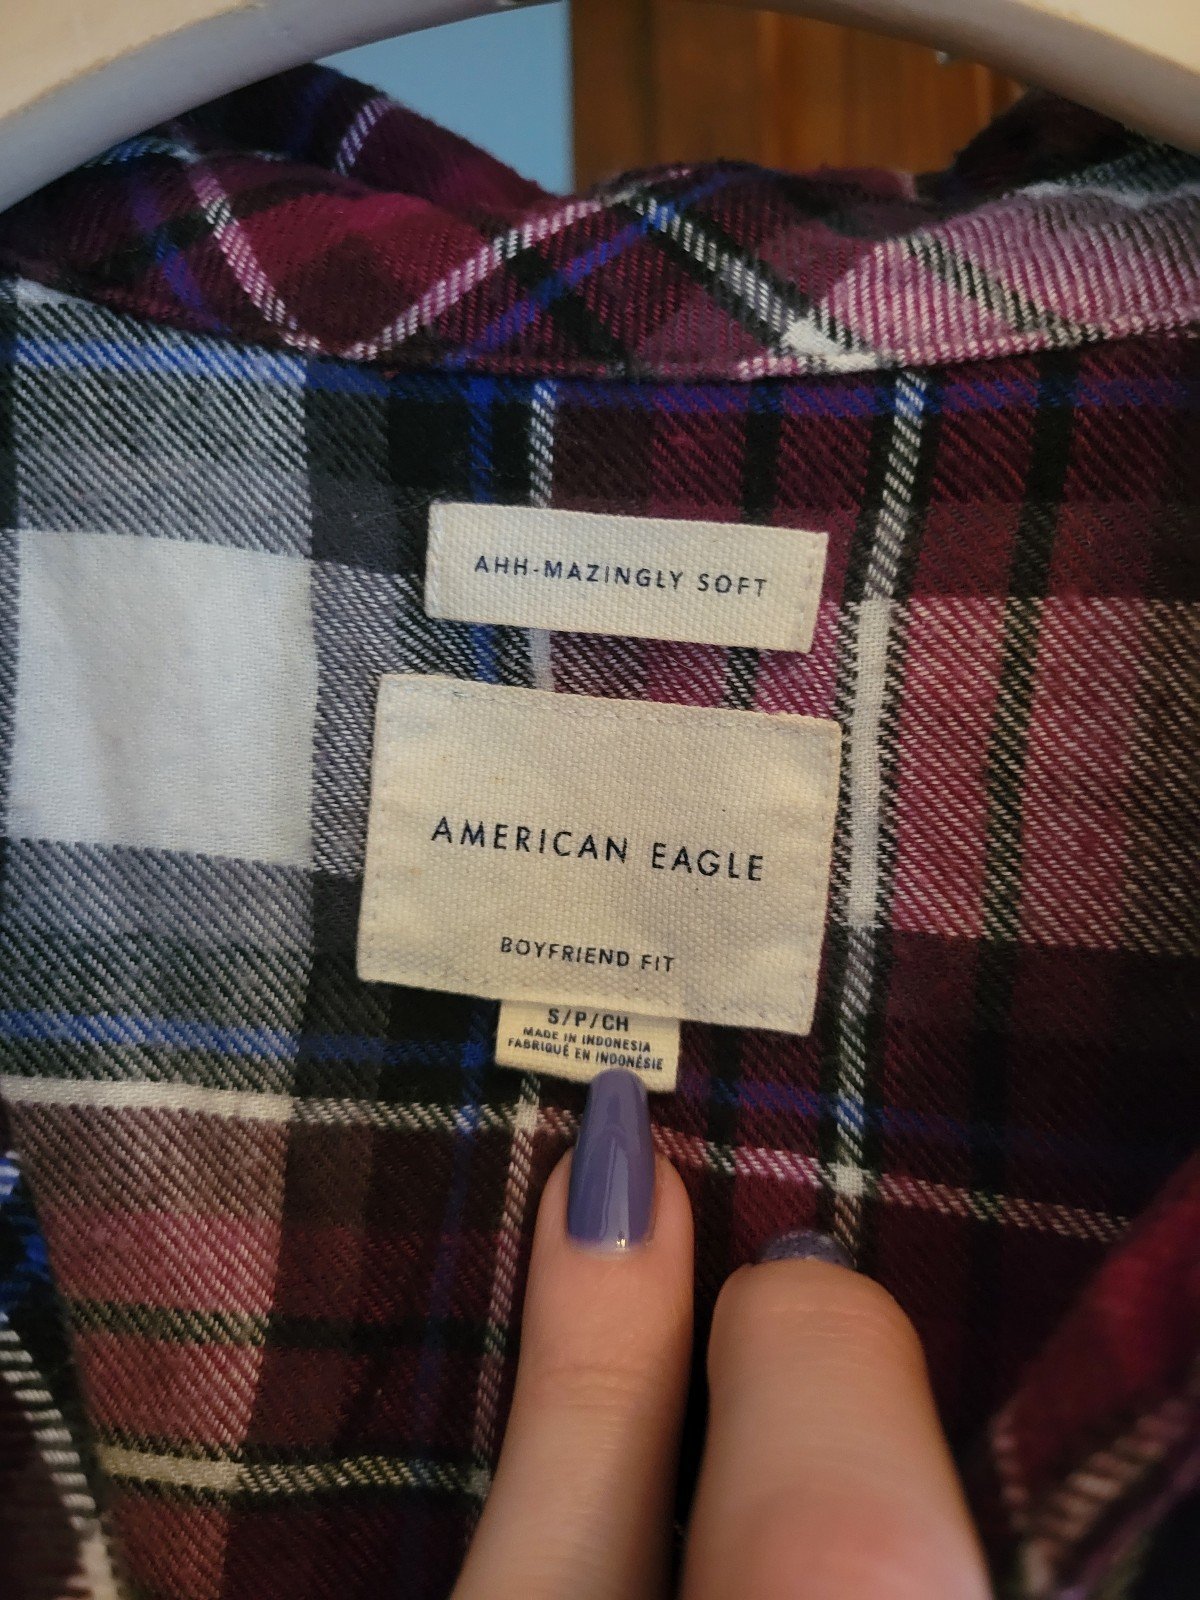 AHH-MAZINGLY SOFT
AMERICAN EAGLE
BOYFRIEND FIT
S/P/CH
MADE IN INDONESIA
FABRIQUÉ EN INDONÉSIE